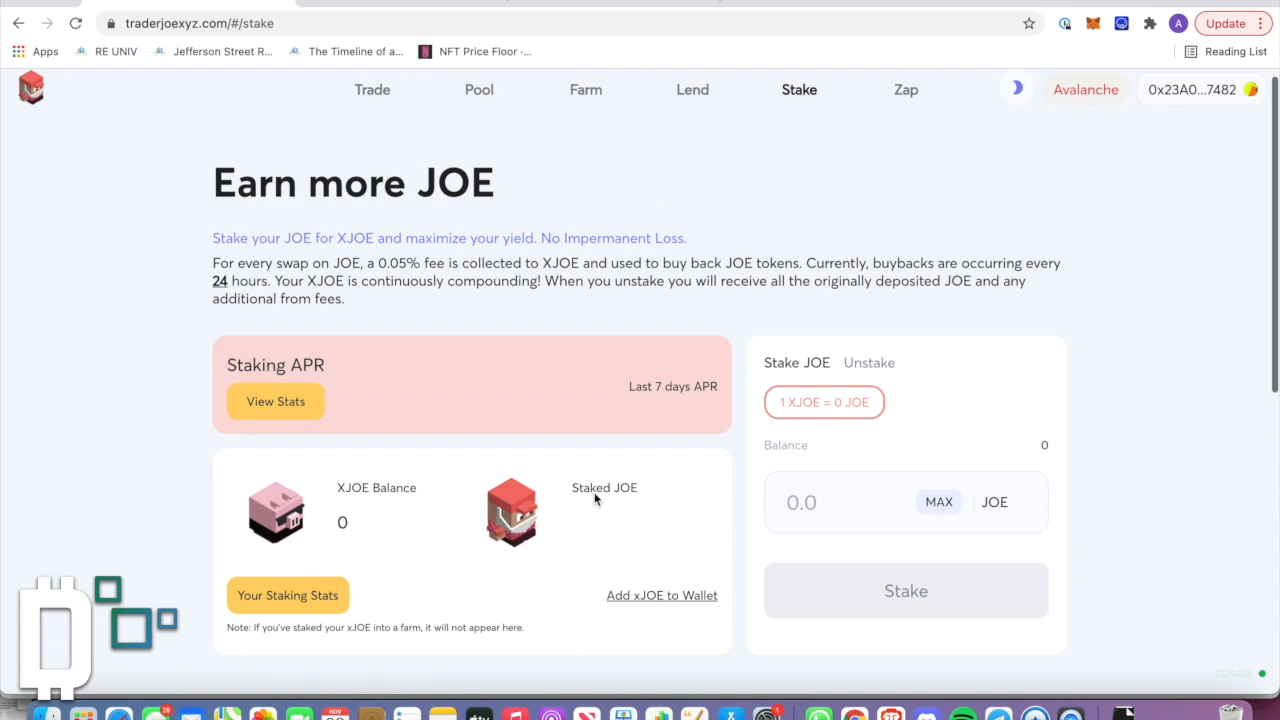 traderjoexyz.com/#/stake
A
Update
Apps
RE UNIV
Jefferson Street R...
The Timeline of a...
NFT Price Floor -...
Reading List
Trade
Pool
Farm
Lend
Stake
Zap
Avalanche
0x23A0...7482
Earn more JOE
Stake your JOE for XJOE and maximize your yield. No Impermanent Loss.
For every swap on JOE, a 0.05% fee is collected to XJOE and used to buy back JOE tokens. Currently, buybacks are occurring every
24 hours. Your XJOE is continuously compounding! When you unstake you will receive all the originally deposited JOE and any
additional from fees.
Staking APR
View Stats
Last 7 days APR
Stake JOE
Unstake
1 XJOE = 0 JOE
Balance
0
0.0
MAX
JOE
Stake
XJOE Balance
0
Staked JOE
Your Staking Stats
Add xJOE to Wallet
Note: If you've staked your xJOE into a farm, it will not appear here.
7329458
28
NOV
1